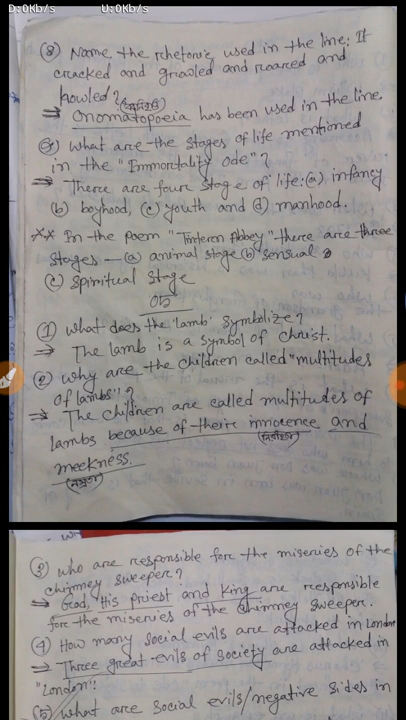 D:0Kb/s U:0Kb/s
(8) Name the rhetoric used in the line: It
cracked and growled and roared and
howled?
⇒ Onomatopoeia has been used in the line.
(9) What are the stages of life mentioned
in the "Immortality Ode"?
⇒ There are four stage of life: (a) infancy
(b) boyhood, (c) youth and (d) manhood.
** In the poem "Tintern Abbey" there are three
stages — (a) animal stage (b) sensual &
(c) spiritual stage
(1) What does the 'lamb' symbolize?
⇒ The lamb is a symbol of Christ.
(2) Why are the children called "multitudes
of lambs"?
⇒ The children are called multitudes of
lambs because of their innocence and
meekness.
(নম্রতা)
(3) Who are responsible for the miseries of the
chimney sweeper?
⇒ God, His priest and King are responsible
for the miseries of the chimney sweeper.
(4) How many social evils are attacked in London
⇒ Three great evils of society are attacked in
"London".
(5) What are social evils/negative sides in